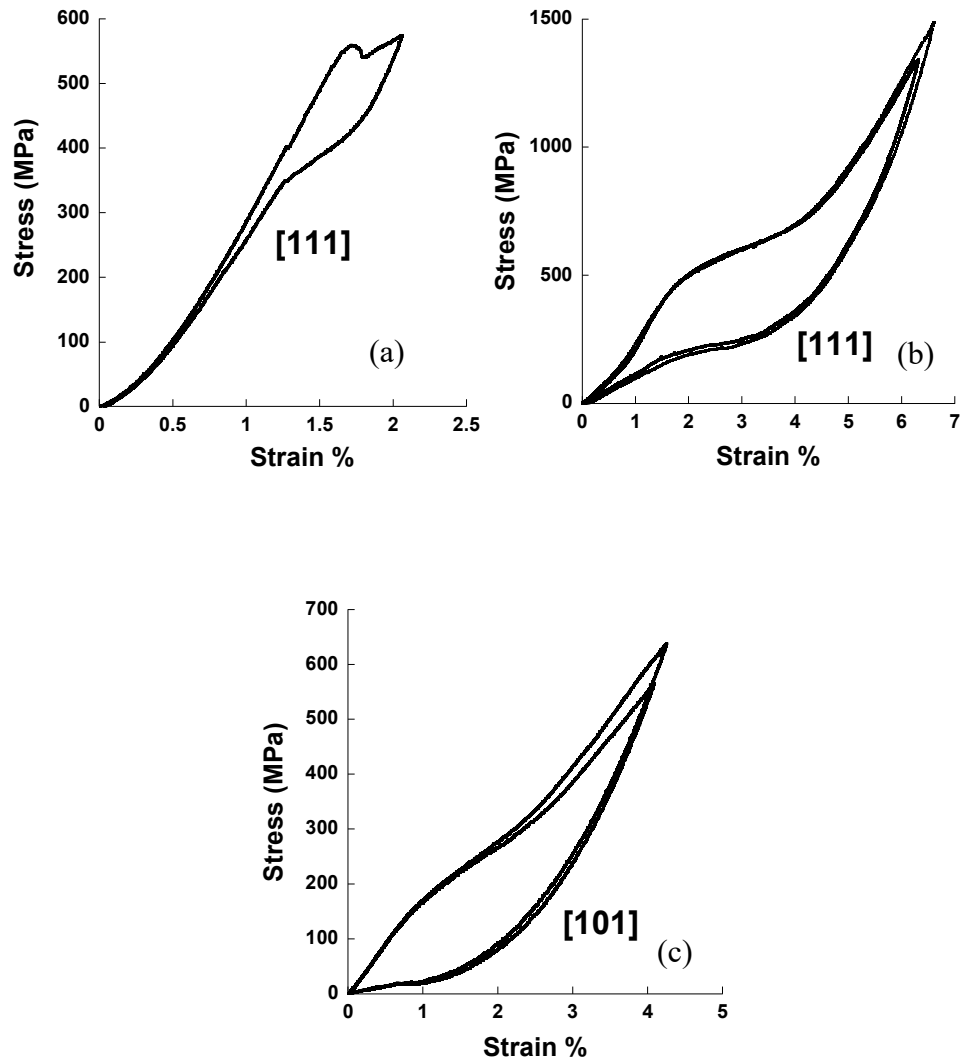 600
500
400
300
200
100
0
Stress (MPa)
[111]
(a)
0 0.5 1 1.5 2 2.5
Strain %
1500
1000
500
0
Stress (MPa)
[111]
(b)
0 1 2 3 4 5 6 7
Strain %
700
600
500
400
300
200
100
0
Stress (MPa)
[101]
(c)
0 1 2 3 4 5
Strain %